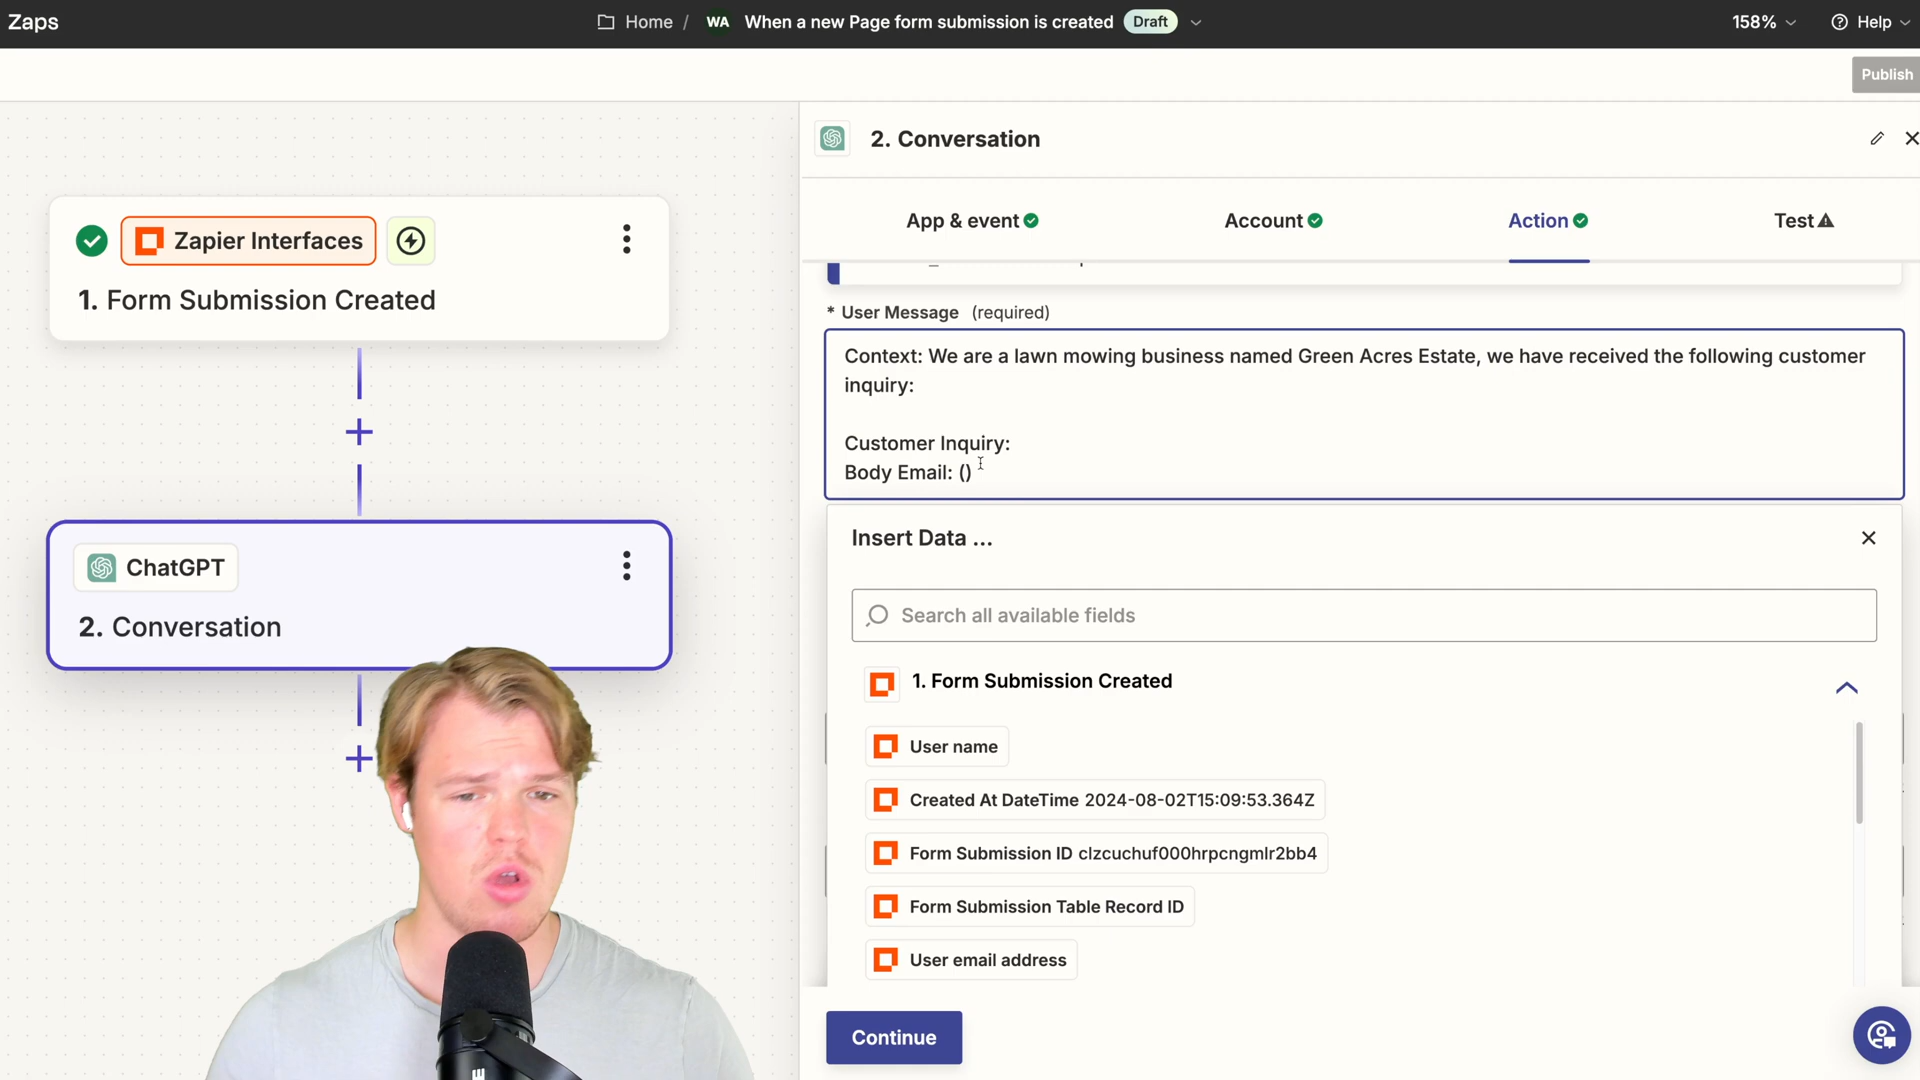 Zaps
Home / WA When a new Page form submission is created Draft
158%
Help
Publish
2. Conversation
App & event
Account
Action
Test
Zapier Interfaces
1. Form Submission Created
ChatGPT
2. Conversation
* User Message (required)
Context: We are a lawn mowing business named Green Acres Estate, we have received the following customer
inquiry:
Customer Inquiry:
Body Email: ()
Insert Data ...
Search all available fields
1. Form Submission Created
User name
Created At DateTime 2024-08-02T15:09:53.364Z
Form Submission ID clzcuchuf000hrpcngmlr2bb4
Form Submission Table Record ID
User email address
Continue